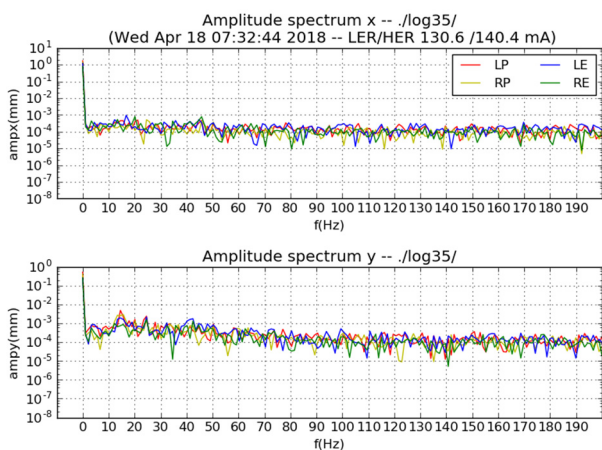 Amplitude spectrum x -- ./log35/
(Wed Apr 18 07:32:44 2018 -- LER/HER 130.6 /140.4 mA)
10^1
10^0
10^-1
10^-2
10^-3
10^-4
10^-5
10^-6
10^-7
10^-8
ampx(mm)
LP LE
RP RE
0 10 20 30 40 50 60 70 80 90 100 110 120 130 140 150 160 170 180 190
f(Hz)
Amplitude spectrum y -- ./log35/
10^0
10^-1
10^-2
10^-3
10^-4
10^-5
10^-6
10^-7
10^-8
ampy(mm)
0 10 20 30 40 50 60 70 80 90 100 110 120 130 140 150 160 170 180 190
f(Hz)